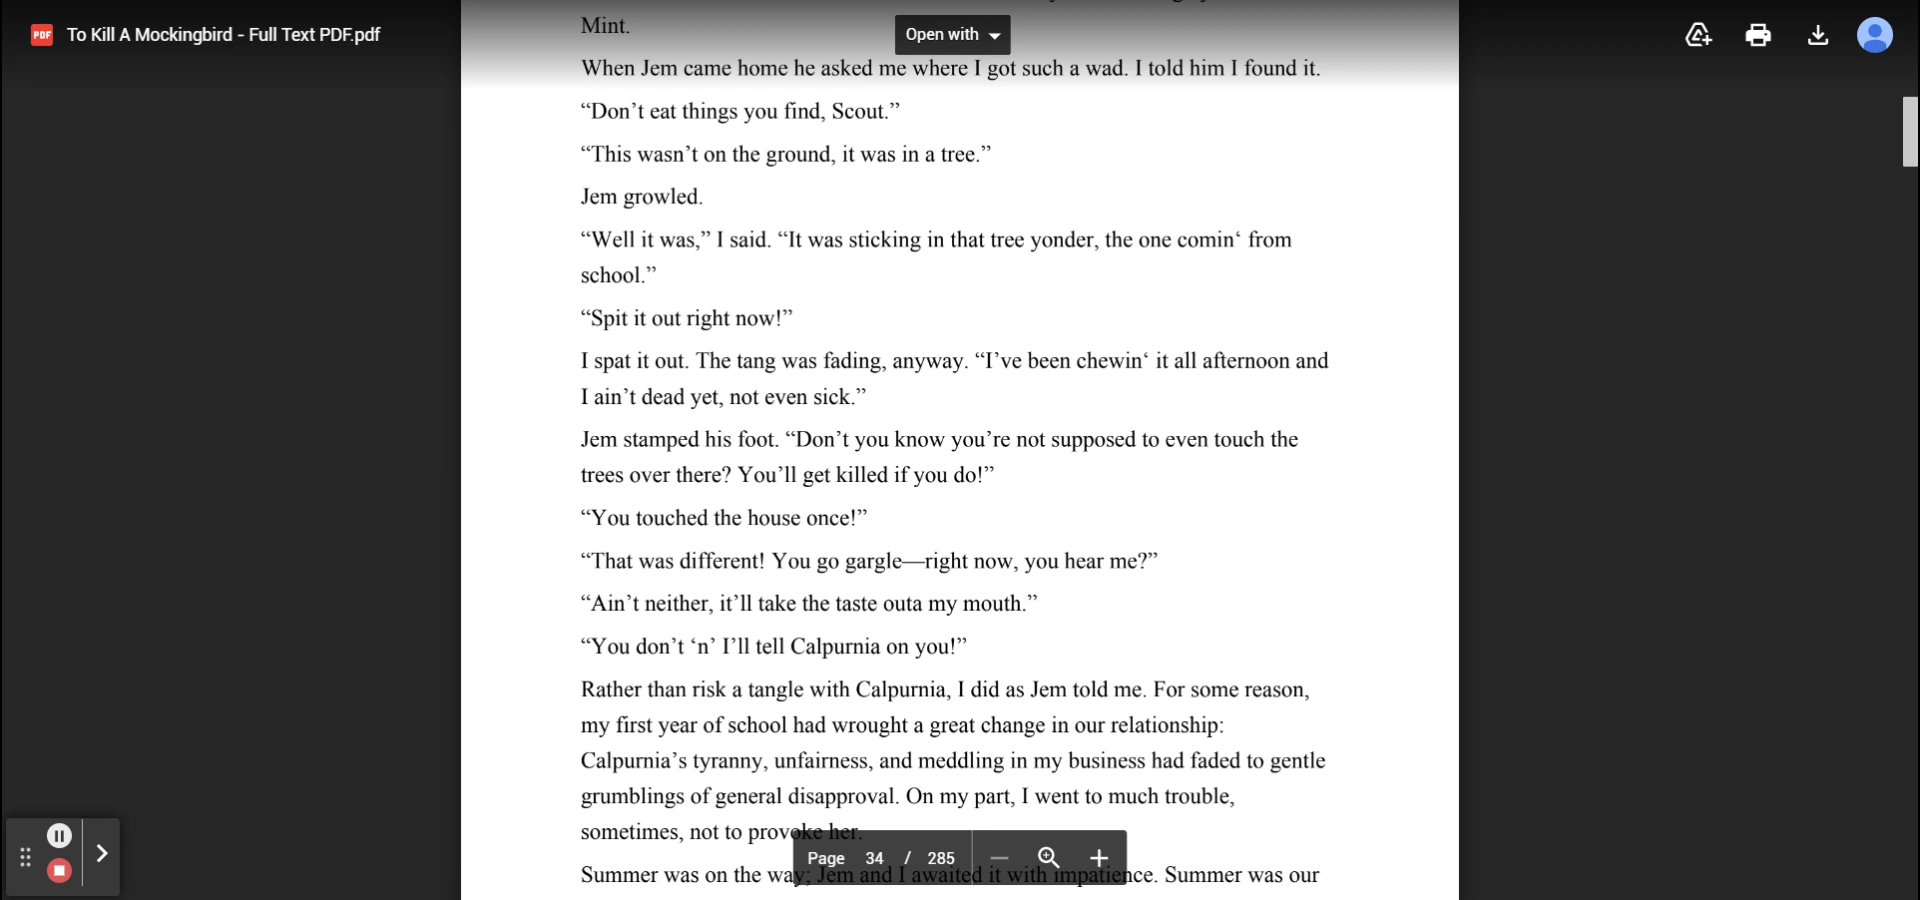 PDF
To Kill A Mockingbird - Full Text PDF.pdf
Open with
Mint.
When Jem came home he asked me where I got such a wad. I told him I found it.
“Don’t eat things you find, Scout.”
“This wasn’t on the ground, it was in a tree.”
Jem growled.
“Well it was,” I said. “It was sticking in that tree yonder, the one comin‘ from
school.”
“Spit it out right now!”
I spat it out. The tang was fading, anyway. “I’ve been chewin‘ it all afternoon and
I ain’t dead yet, not even sick.”
Jem stamped his foot. “Don’t you know you’re not supposed to even touch the
trees over there? You’ll get killed if you do!”
“You touched the house once!”
“That was different! You go gargle—right now, you hear me?”
“Ain’t neither, it’ll take the taste outa my mouth.”
“You don’t ‘n’ I’ll tell Calpurnia on you!”
Rather than risk a tangle with Calpurnia, I did as Jem told me. For some reason,
my first year of school had wrought a great change in our relationship:
Calpurnia’s tyranny, unfairness, and meddling in my business had faded to gentle
grumblings of general disapproval. On my part, I went to much trouble,
sometimes, not to provoke her.
Page 34 / 285
Summer was on the way; Jem and I awaited it with impatience. Summer was our